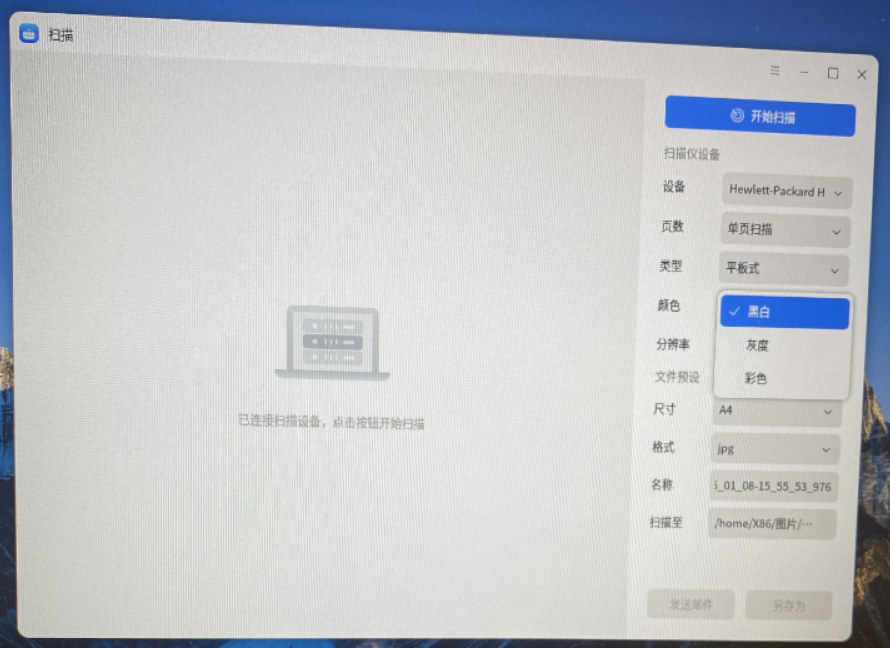 扫描
开始扫描
扫描仪设备
设备 Hewlett-Packard H
页数 单页扫描
类型 平板式
颜色 黑白
灰度
分辨率
彩色
文件预设
尺寸 A4
格式 jpg
名称 _01_08-15_55_53_976
扫描至 /home/X86/图片/···
已连接扫描设备，点击按钮开始扫描
发送邮件 另存为